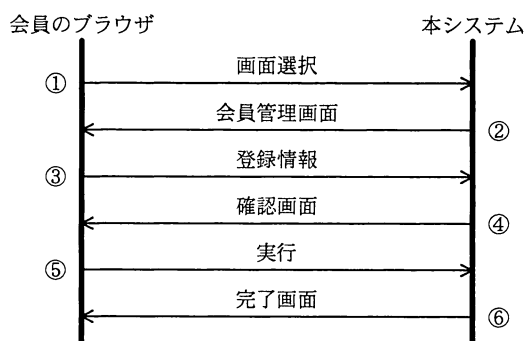 会員のブラウザ 本システム
画面選択
①
会員管理画面
②
登録情報
③
確認画面
④
実行
⑤
完了画面
⑥